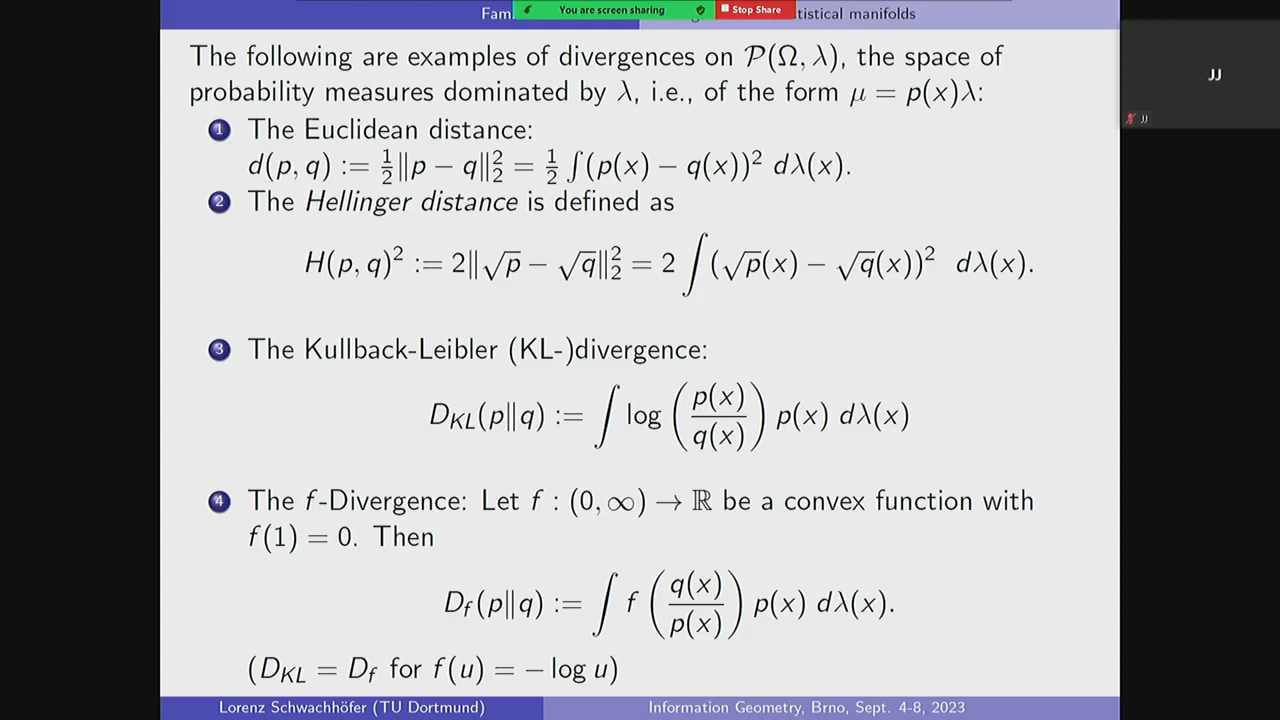 Fam
You are screen sharing
Stop Share
tistical manifolds
JJ
JJ
The following are examples of divergences on 𝒫(Ω, λ), the space of
probability measures dominated by λ, i.e., of the form μ = p(x)λ:
1 The Euclidean distance:
d(p, q) := ½‖p − q‖₂² = ½ ∫(p(x) − q(x))² dλ(x).
2 The Hellinger distance is defined as
H(p, q)² := 2‖√p − √q‖₂² = 2 ∫ (√p(x) − √q(x))² dλ(x).
3 The Kullback-Leibler (KL-)divergence:
D_KL(p‖q) := ∫ log (p(x)/q(x)) p(x) dλ(x)
4 The f-Divergence: Let f : (0, ∞) → ℝ be a convex function with
f(1) = 0. Then
D_f(p‖q) := ∫ f (q(x)/p(x)) p(x) dλ(x).
(D_KL = D_f for f(u) = − log u)
Lorenz Schwachhöfer (TU Dortmund)
Information Geometry, Brno, Sept. 4-8, 2023